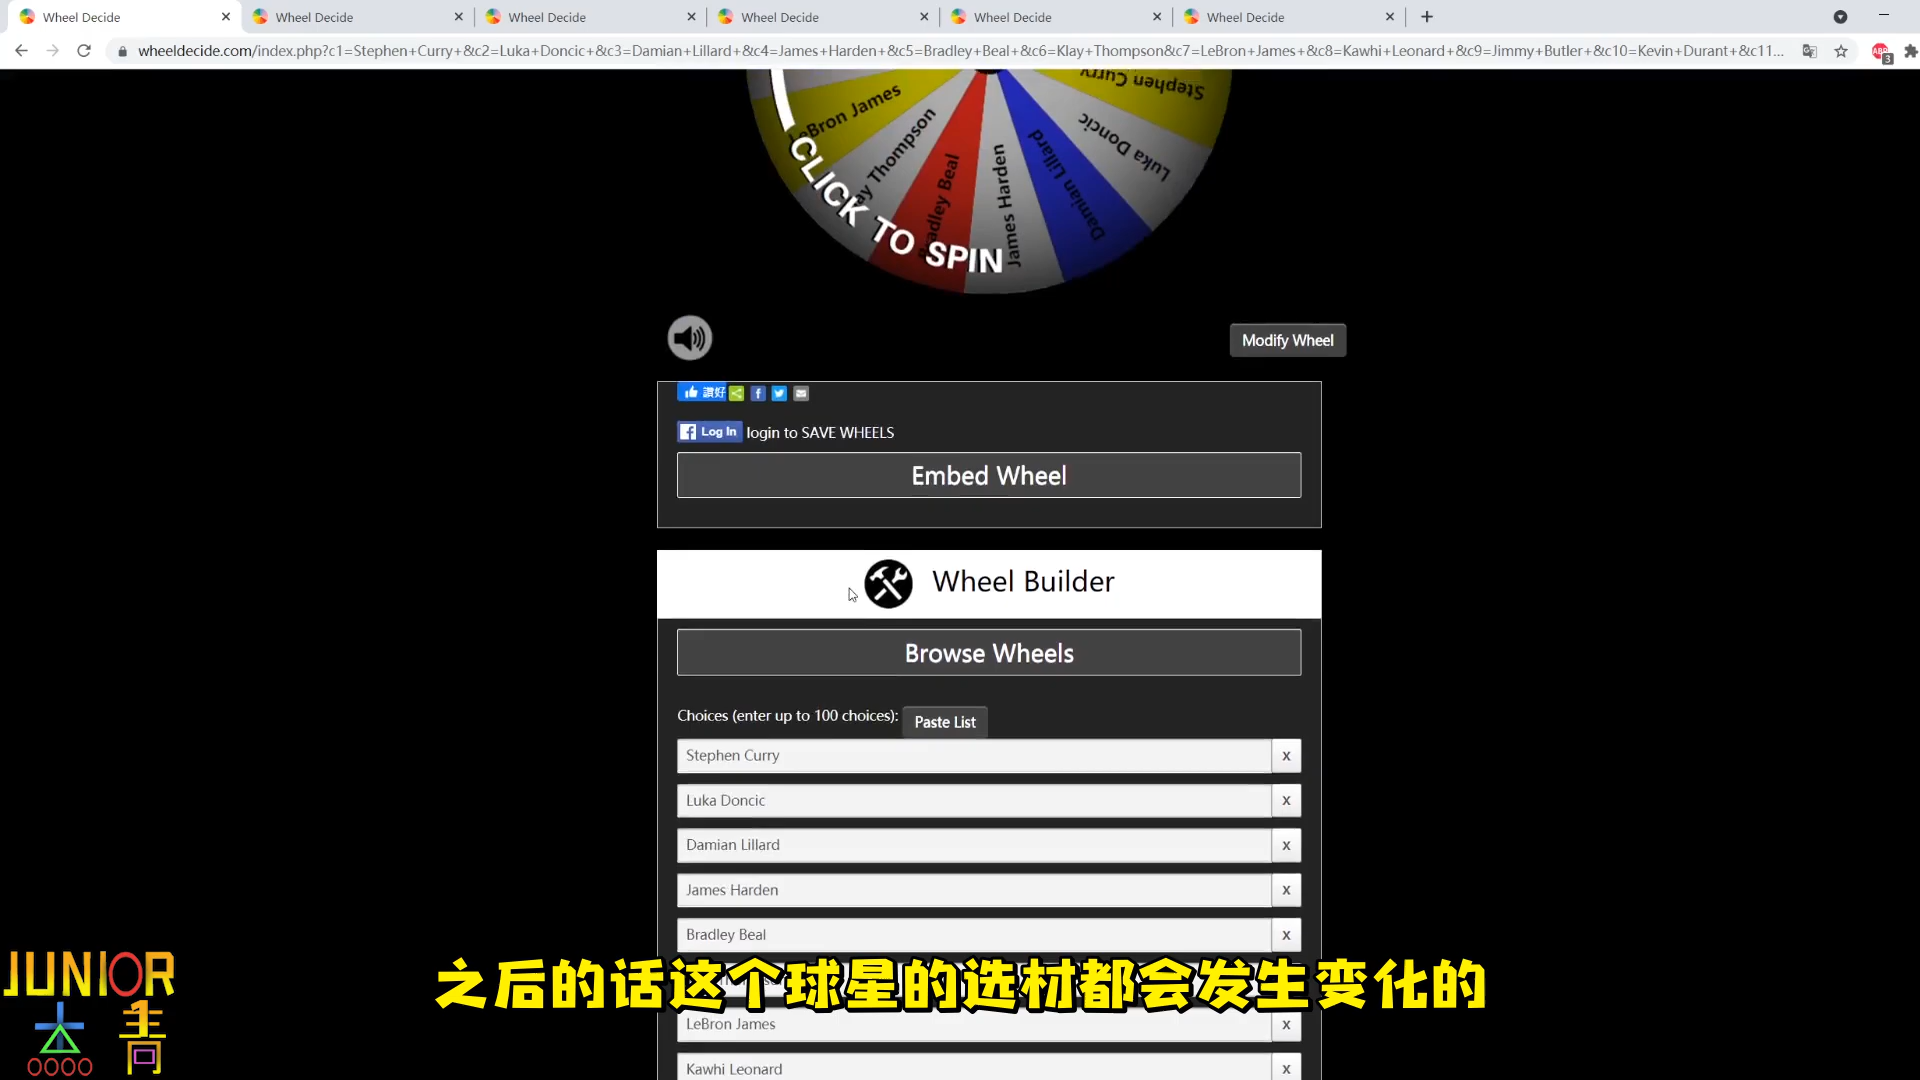 Wheel Decide
Wheel Decide
Wheel Decide
Wheel Decide
Wheel Decide
Wheel Decide
wheeldecide.com/index.php?c1=Stephen+Curry+&c2=Luka+Doncic+&c3=Damian+Lillard+&c4=James+Harden+&c5=Bradley+Beal+&c6=Klay+Thompson&c7=LeBron+James+&c8=Kawhi+Leonard+&c9=Jimmy+Butler+&c10=Kevin+Durant+&c11...
ABP
3
Stephen Curry
LeBron James
Luka Doncic
Thompson
Damian Lillard
Bradley Beal
James Harden
CLICK TO SPIN
Modify Wheel
讚好
Log In login to SAVE WHEELS
Embed Wheel
Wheel Builder
Browse Wheels
Choices (enter up to 100 choices): Paste List
Stephen Curry x
Luka Doncic x
Damian Lillard x
James Harden x
Bradley Beal x
之后的话这个球星的选材都会发生变化的
LeBron James x
Kawhi Leonard x
JUNIOR